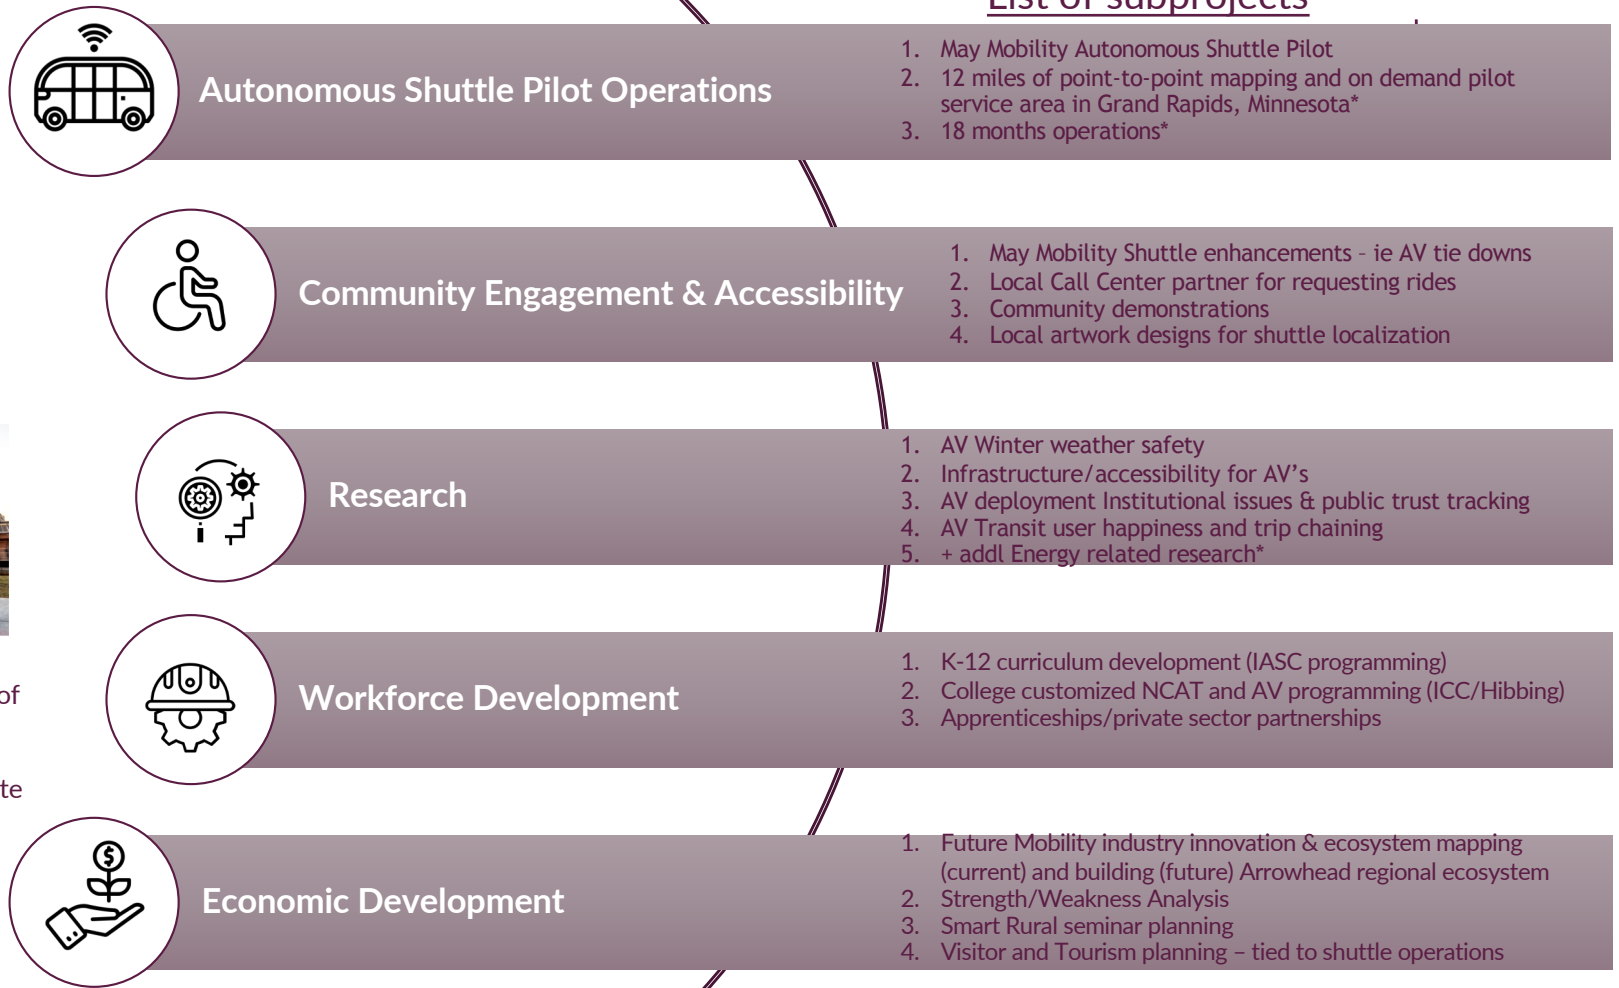 List of subprojects
Autonomous Shuttle Pilot Operations
1. May Mobility Autonomous Shuttle Pilot
2. 12 miles of point-to-point mapping and on demand pilot
service area in Grand Rapids, Minnesota*
3. 18 months operations*
Community Engagement & Accessibility
1. May Mobility Shuttle enhancements – ie AV tie downs
2. Local Call Center partner for requesting rides
3. Community demonstrations
4. Local artwork designs for shuttle localization
Research
1. AV Winter weather safety
2. Infrastructure/accessibility for AV’s
3. AV deployment Institutional issues & public trust tracking
4. AV Transit user happiness and trip chaining
5. + addl Energy related research*
of
Workforce Development
1. K-12 curriculum development (IASC programming)
2. College customized NCAT and AV programming (ICC/Hibbing)
3. Apprenticeships/private sector partnerships
te
Economic Development
1. Future Mobility industry innovation & ecosystem mapping
(current) and building (future) Arrowhead regional ecosystem
2. Strength/Weakness Analysis
3. Smart Rural seminar planning
4. Visitor and Tourism planning – tied to shuttle operations